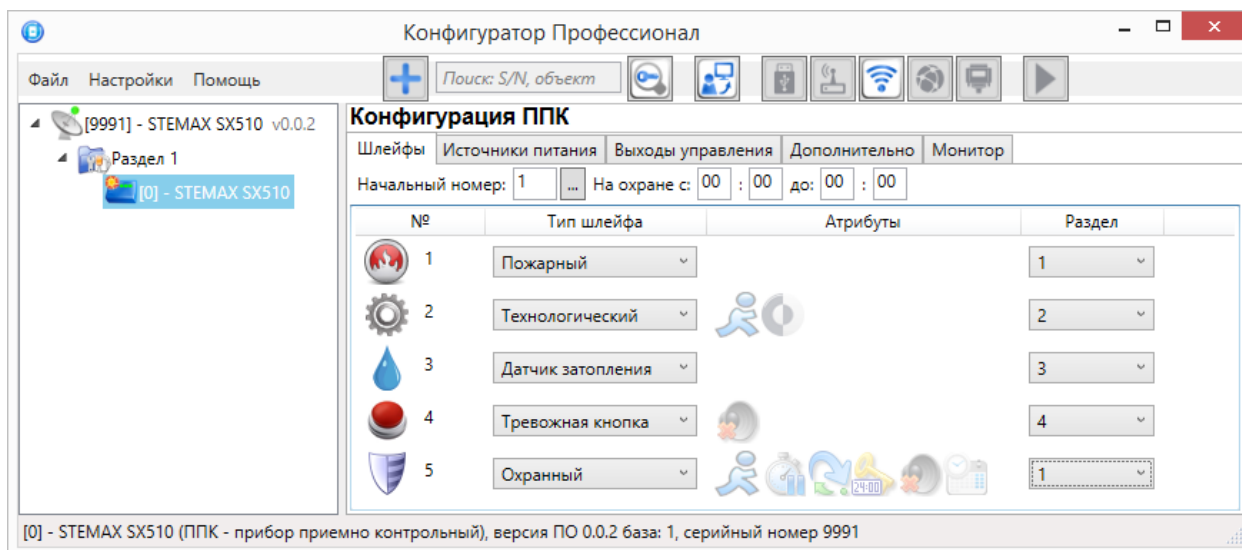 Конфигуратор Профессионал
Файл Настройки Помощь Поиск: S/N, объект
[9991] - STEMAX SX510 v0.0.2
Раздел 1
[0] - STEMAX SX510
Конфигурация ППК
Шлейфы Источники питания Выходы управления Дополнительно Монитор
Начальный номер: 1 ... На охране с: 00 : 00 до: 00 : 00
№ Тип шлейфа Атрибуты Раздел
1 Пожарный 1
2 Технологический 2
3 Датчик затопления 3
4 Тревожная кнопка 4
5 Охранный 24:00 1
[0] - STEMAX SX510 (ППК - прибор приемно контрольный), версия ПО 0.0.2 база: 1, серийный номер 9991